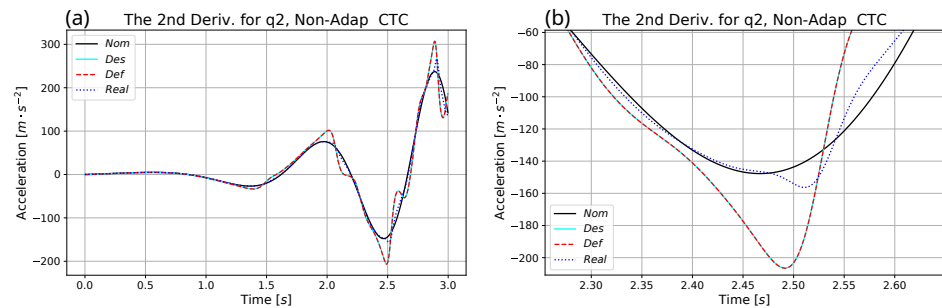 (a)
The 2nd Deriv. for q2, Non-Adap CTC
Acceleration [m · s⁻²]
300
200
100
0
−100
−200
Nom
Des
Def
Real
0.0 0.5 1.0 1.5 2.0 2.5 3.0
Time [s]
(b)
The 2nd Deriv. for q2, Non-Adap CTC
Acceleration [m · s⁻²]
−60
−80
−100
−120
−140
−160
−180
−200
Nom
Des
Def
Real
2.30 2.35 2.40 2.45 2.50 2.55 2.60
Time [s]